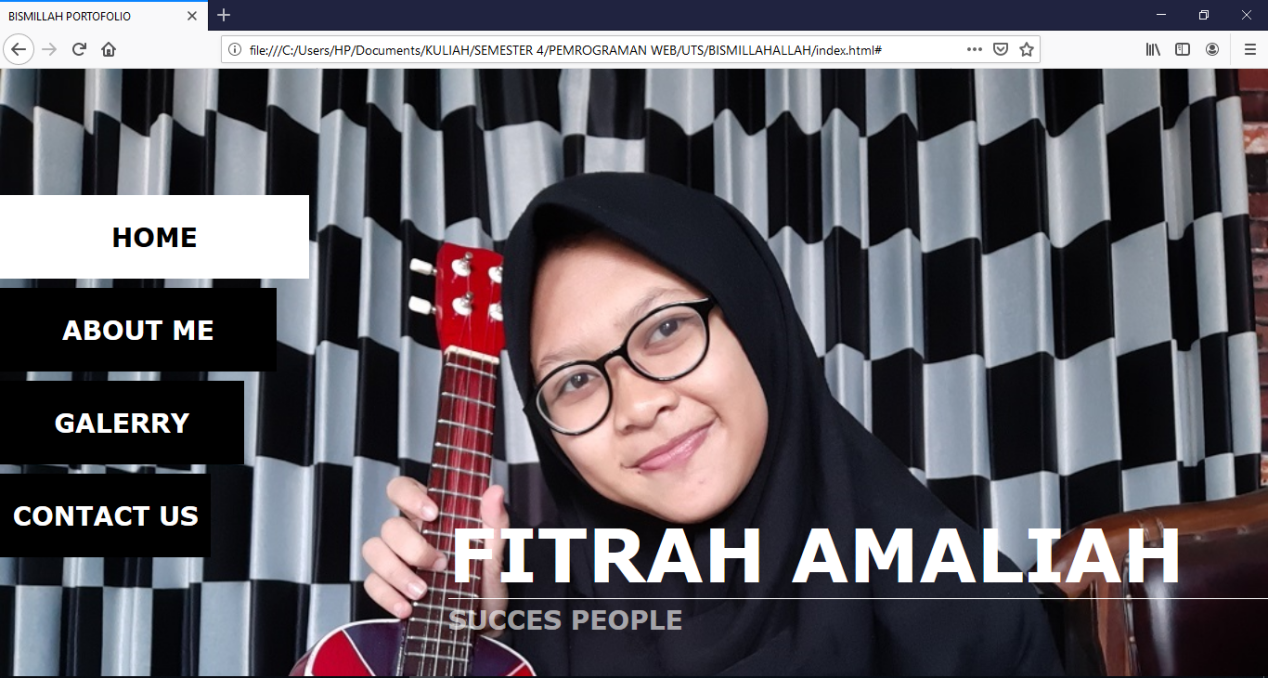 BISMILLAH PORTOFOLIO
file:///C:/Users/HP/Documents/KULIAH/SEMESTER 4/PEMROGRAMAN WEB/UTS/BISMILLAHALLAH/index.html#
HOME
ABOUT ME
GALERRY
CONTACT US
FITRAH AMALIAH
SUCCES PEOPLE